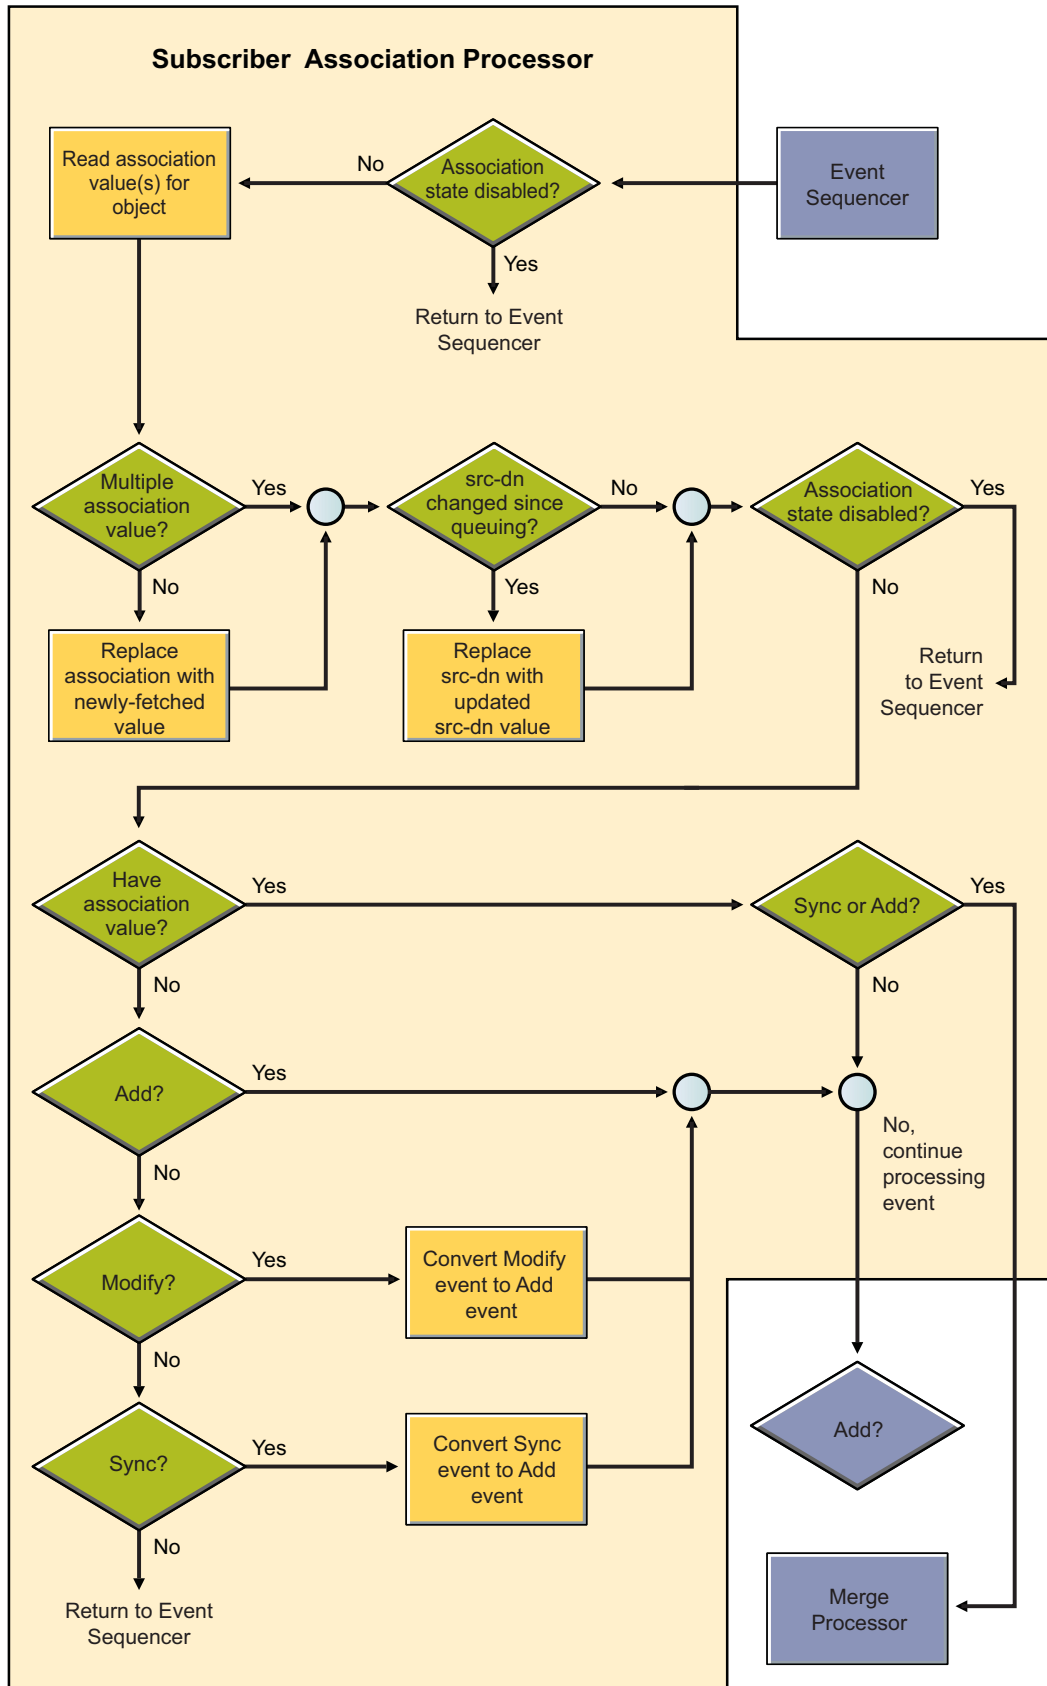 Subscriber Association Processor
Read association
value(s) for
object
No
Association
state disabled?
Event
Sequencer
Yes
Return to Event
Sequencer
Multiple
association
value?
Yes
src-dn
changed since
queuing?
No
Association
state disabled?
Yes
No
Yes
No
Replace
association with
newly-fetched
value
Replace
src-dn with
updated
src-dn value
Return
to Event
Sequencer
Have
association
value?
Yes
Sync or Add?
Yes
No
No
Add?
Yes
No,
continue
processing
event
No
Modify?
Yes
Convert Modify
event to Add
event
No
Add?
Sync?
Yes
Convert Sync
event to Add
event
No
Return to Event
Sequencer
Merge
Processor